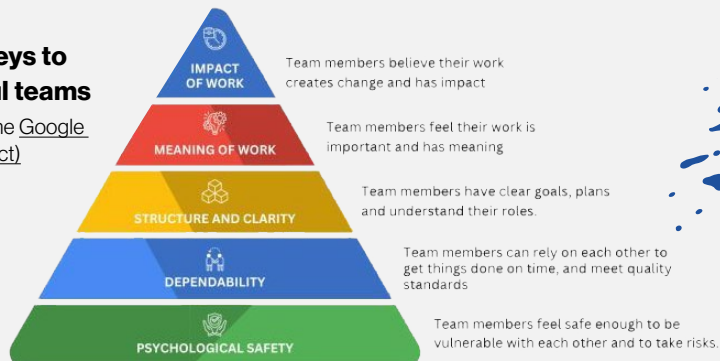 eys to
l teams
ne Google
ct)
IMPACT
OF WORK
Team members believe their work
creates change and has impact
MEANING OF WORK
Team members feel their work is
important and has meaning
STRUCTURE AND CLARITY
Team members have clear goals, plans
and understand their roles.
DEPENDABILITY
Team members can rely on each other to
get things done on time, and meet quality
standards
PSYCHOLOGICAL SAFETY
Team members feel safe enough to be
vulnerable with each other and to take risks.